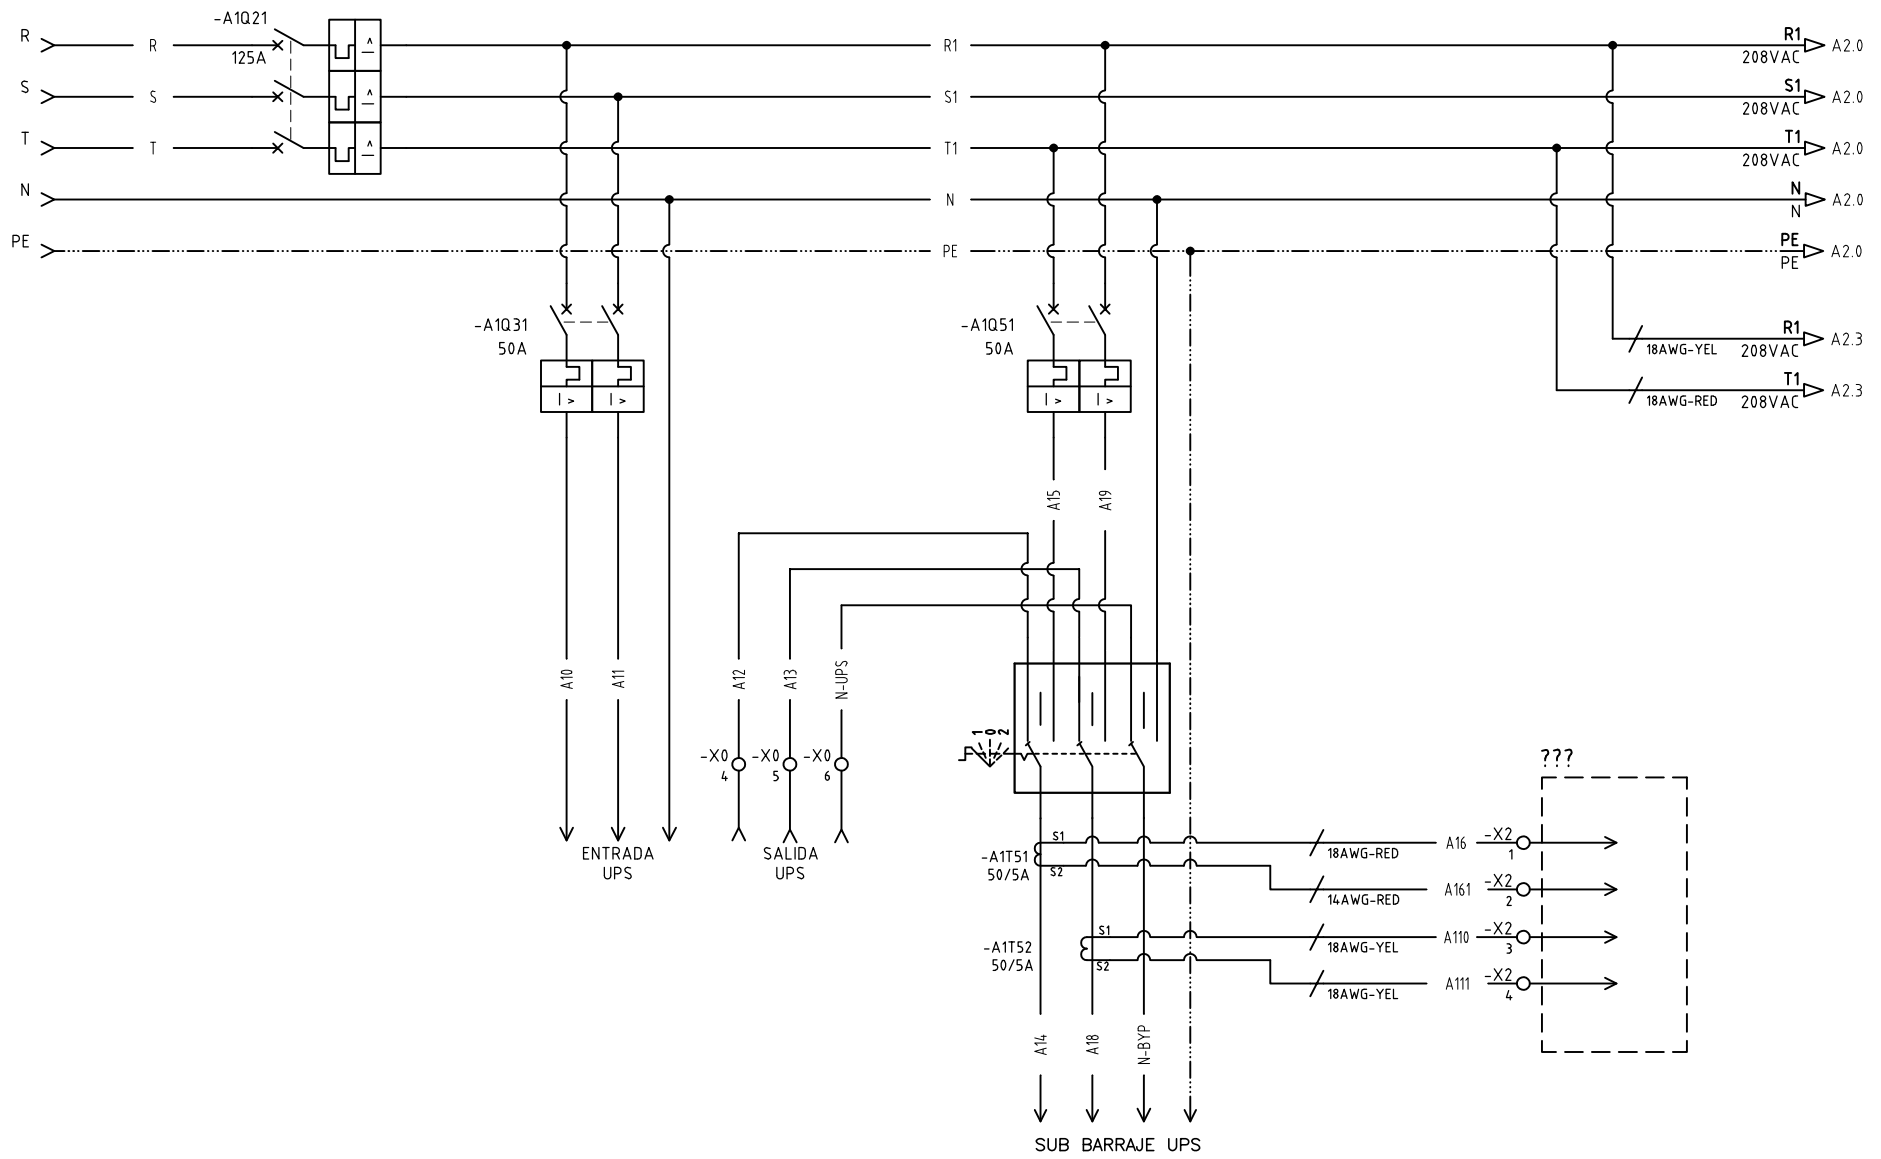 -A1Q21
125A
R
R
R1
R1
208VAC
A2.0
S
S
S1
S1
208VAC
A2.0
T
T
T1
T1
208VAC
A2.0
N
N
N
N
A2.0
PE
PE
PE
PE
A2.0
-A1Q31
50A
I >
I >
-A1Q51
50A
I >
I >
R1
18AWG-YEL
208VAC
A2.3
T1
18AWG-RED
208VAC
A2.3
A15
A19
A10
A11
A12
A13
N-UPS
-X0
4
-X0
5
-X0
6
1
0
2
ENTRADA
UPS
SALIDA
UPS
???
-A1T51
50/5A
S1
S2
18AWG-RED
A16
-X2
1
14AWG-RED
A161
-X2
2
-A1T52
50/5A
S1
S2
18AWG-YEL
A110
-X2
3
18AWG-YEL
A111
-X2
4
A14
A18
N-BYP
SUB BARRAJE UPS